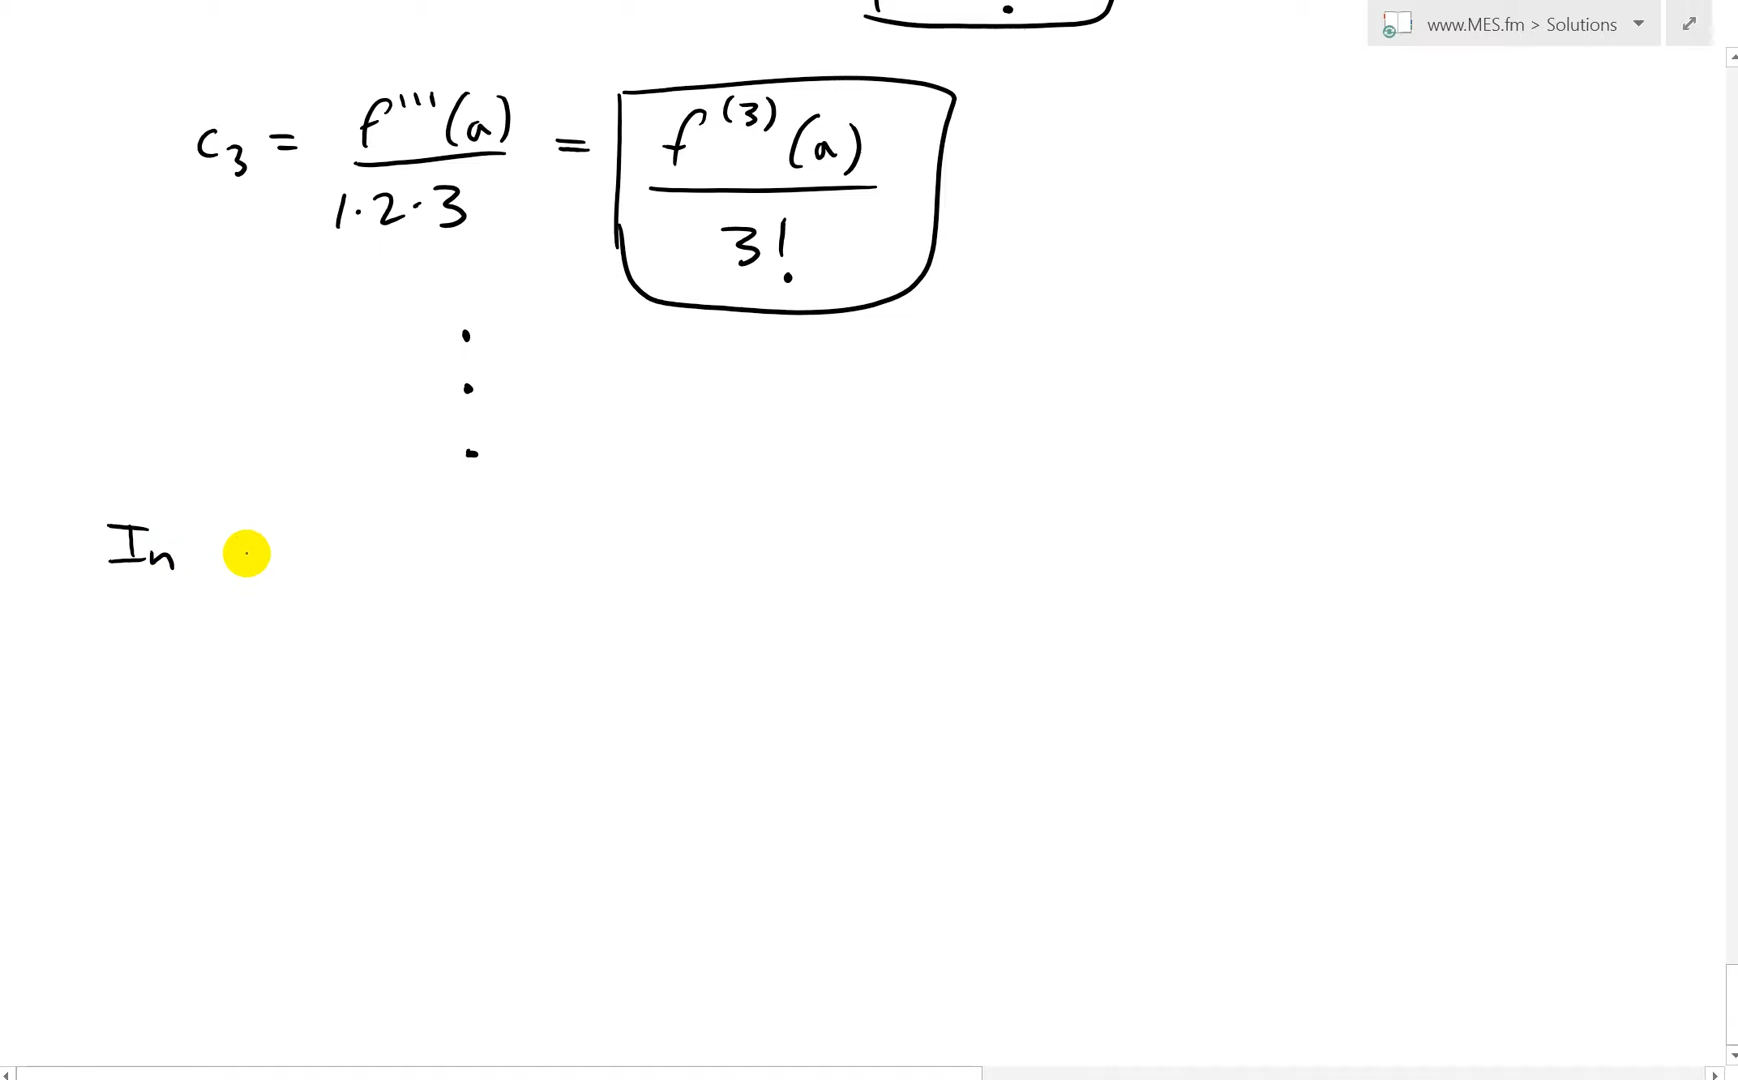 www.MES.fm > Solutions
c₃ = f'''(a) / 1·2·3 = f⁽³⁾(a) / 3!
In